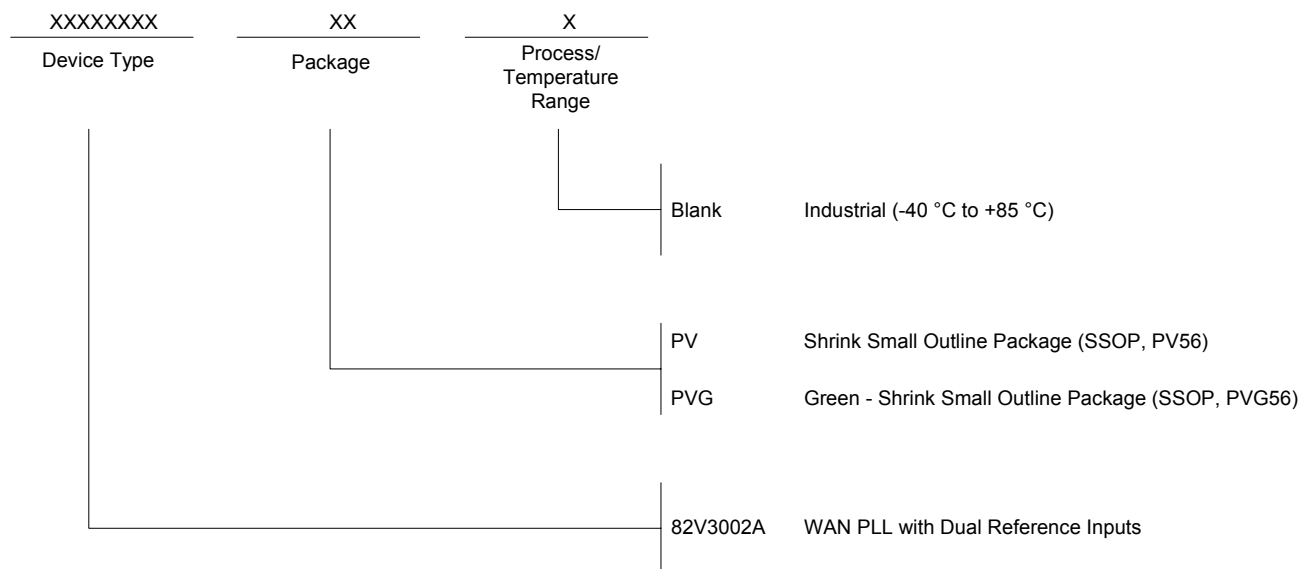 XXXXXXXX XX X
Device Type Package Process/
Temperature
Range
Blank Industrial (-40 °C to +85 °C)
PV Shrink Small Outline Package (SSOP, PV56)
PVG Green - Shrink Small Outline Package (SSOP, PVG56)
82V3002A WAN PLL with Dual Reference Inputs